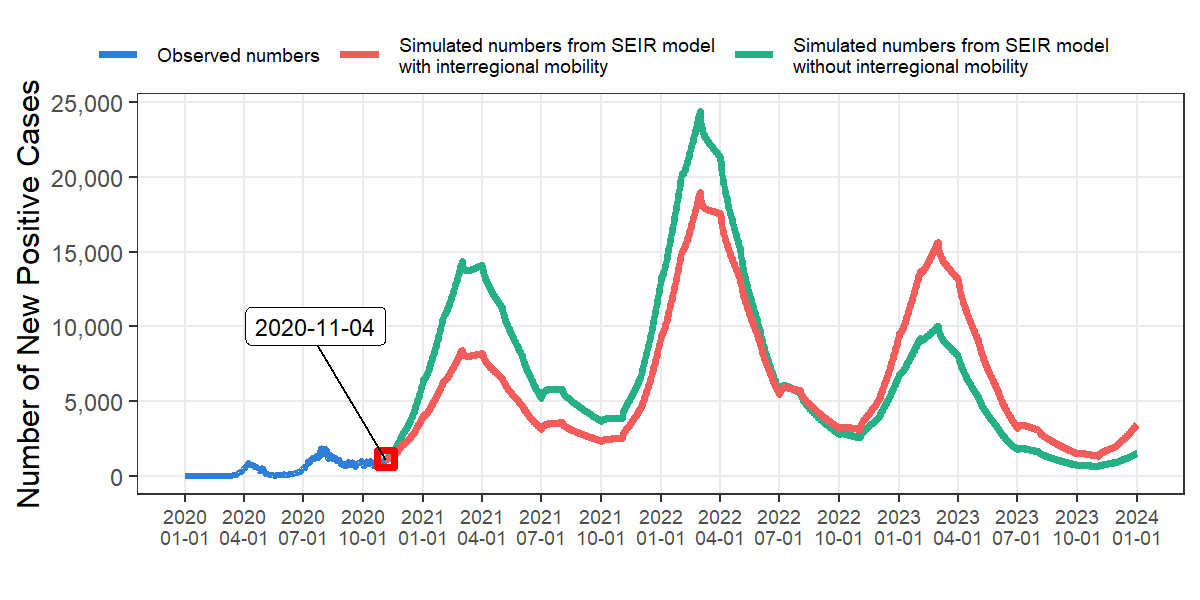 Observed numbers
Simulated numbers from SEIR model
with interregional mobility
Simulated numbers from SEIR model
without interregional mobility
Number of New Positive Cases
25,000
20,000
15,000
10,000
5,000
0
2020-11-04
2020 2020 2020 2020 2021 2021 2021 2021 2022 2022 2022 2022 2023 2023 2023 2023 2024
01-01 04-01 07-01 10-01 01-01 04-01 07-01 10-01 01-01 04-01 07-01 10-01 01-01 04-01 07-01 10-01 01-01